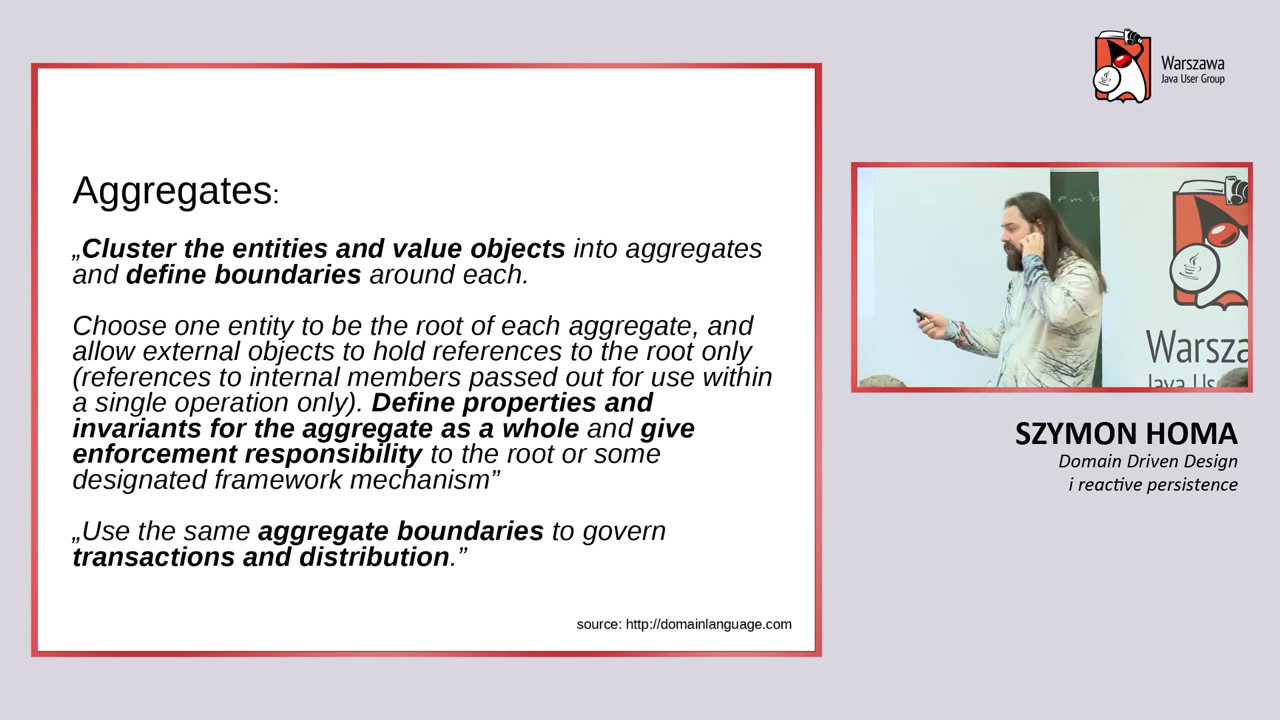 Warszawa
Java User Group
Aggregates:
„Cluster the entities and value objects into aggregates
and define boundaries around each.
Choose one entity to be the root of each aggregate, and
allow external objects to hold references to the root only
(references to internal members passed out for use within
a single operation only). Define properties and
invariants for the aggregate as a whole and give
enforcement responsibility to the root or some
designated framework mechanism”
„Use the same aggregate boundaries to govern
transactions and distribution.”
source: http://domainlanguage.com
Warsza
Java Us
SZYMON HOMA
Domain Driven Design
i reactive persistence